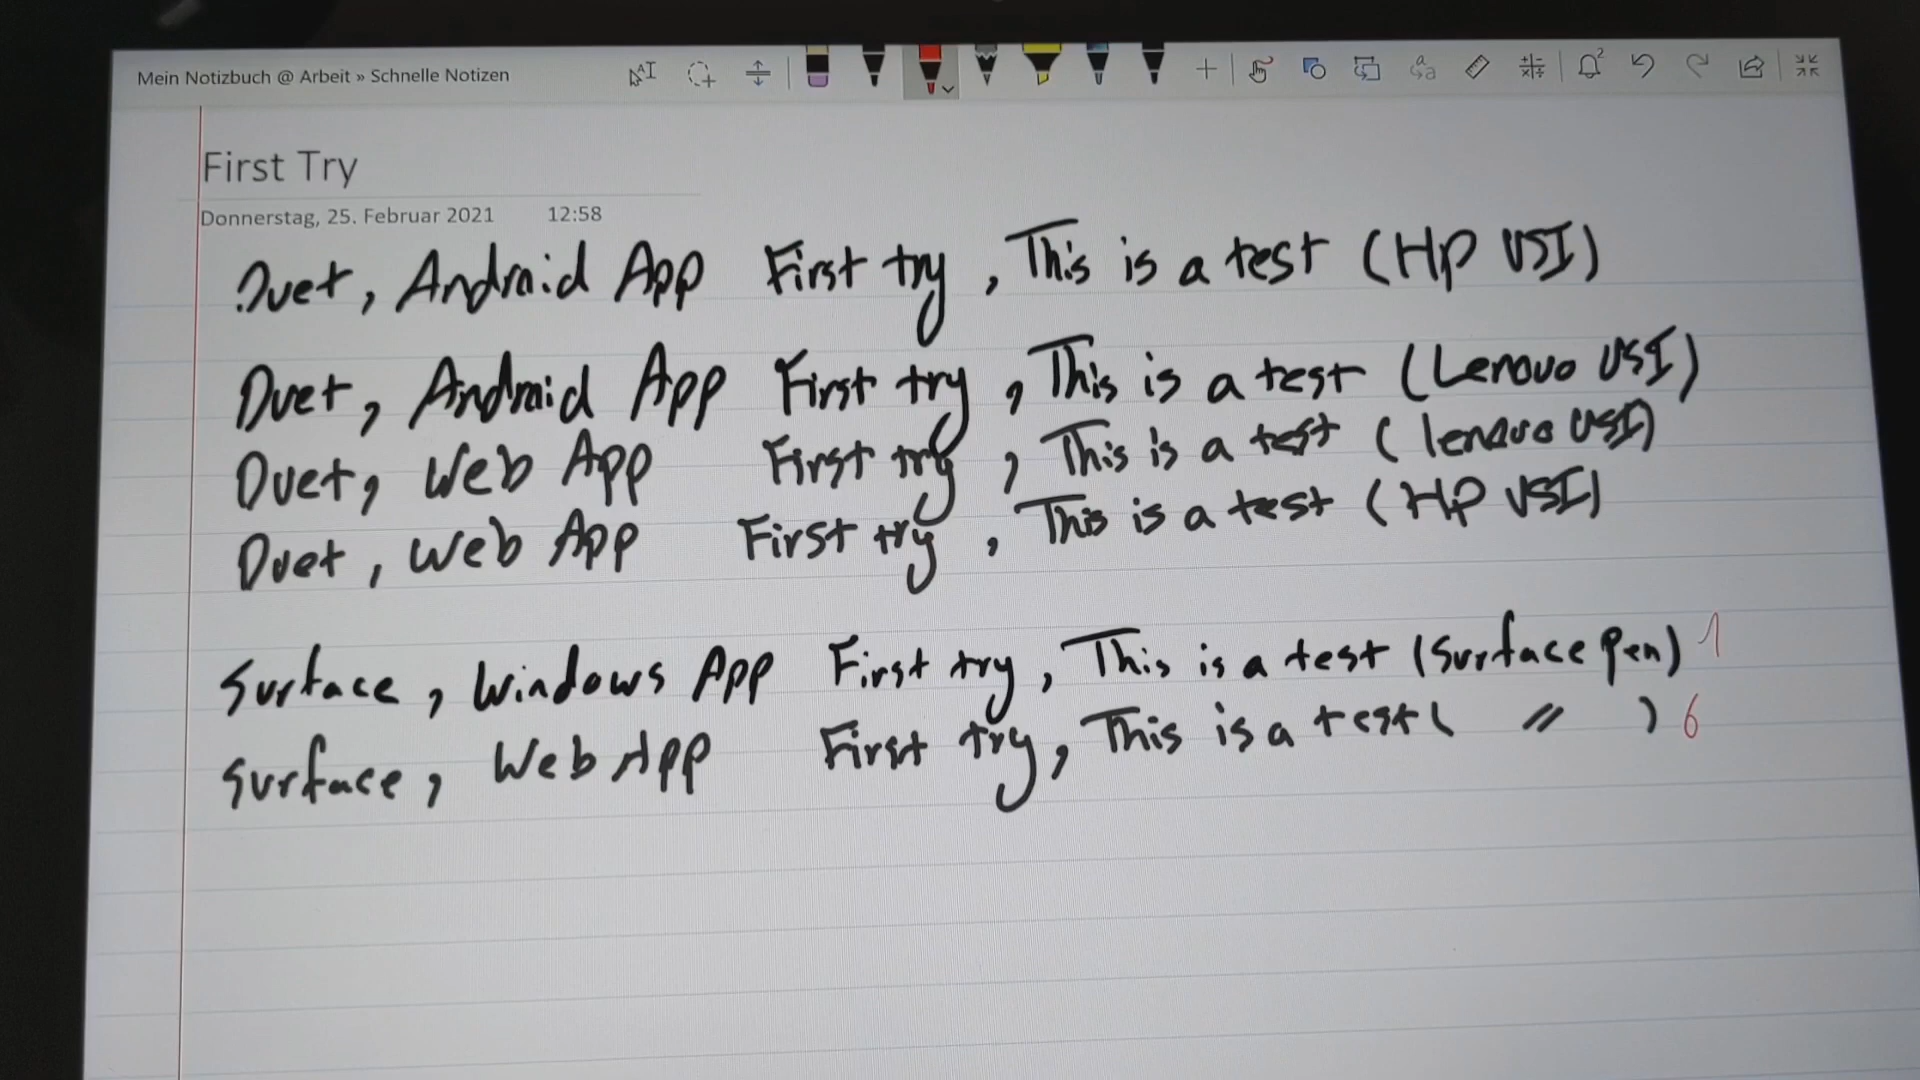 Mein Notizbuch @ Arbeit » Schnelle Notizen
First Try
Donnerstag, 25. Februar 2021 12:58
Duet, Android App First try, This is a test (HP USI)
Duet, Android App First try, This is a test (Lenovo USI)
Duet, Web App First try, This is a test (lenovo USI)
Duet, Web App First try, This is a test (HP USI)
Surface, Windows App First try, This is a test (Surface Pen) 1
Surface, Web App First try, This is a test ( // ) 6